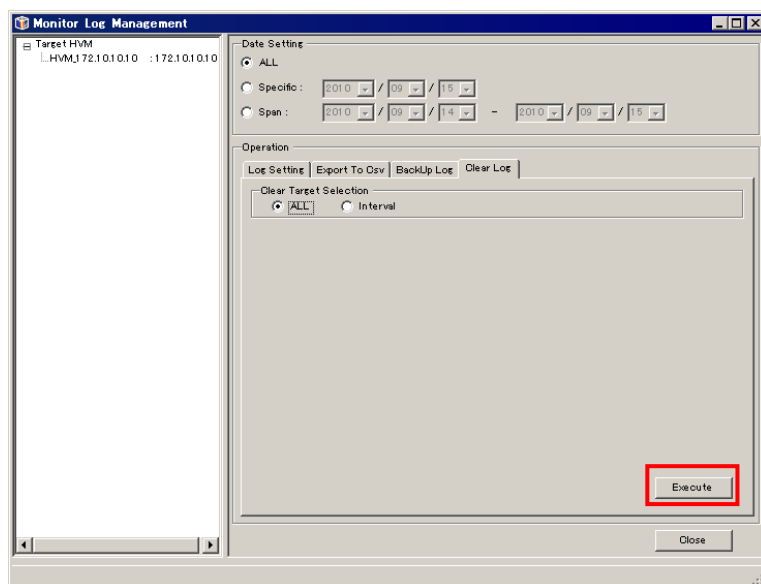 Monitor Log Management
Target HVM
HVM_172.10.10.10 :172.10.10.10
Date Setting
ALL
Specific : 2010 / 09 / 15
Span : 2010 / 09 / 14 - 2010 / 09 / 15
Operation
Log Setting Export To Csv BackUp Log Clear Log
Clear Target Selection
ALL Interval
Execute
Close